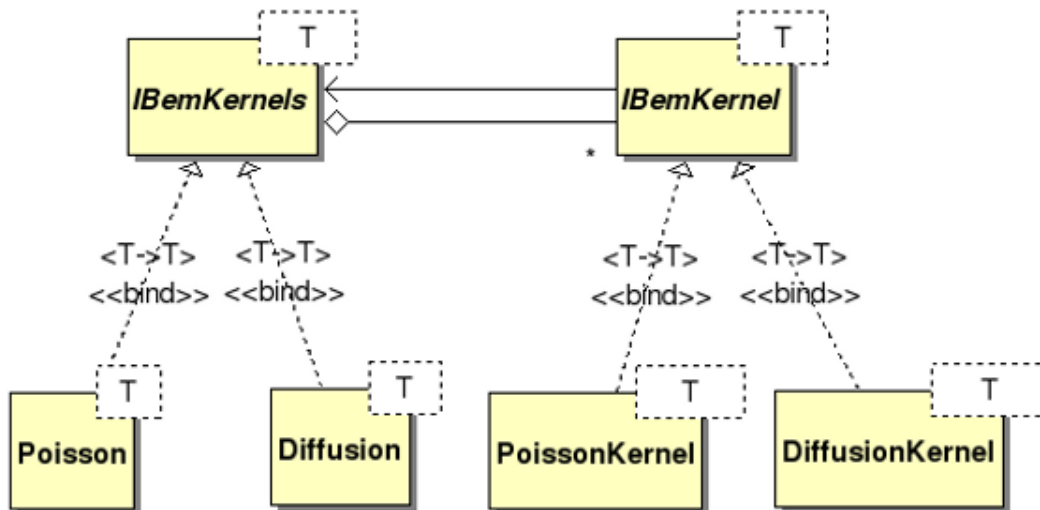 T
T
IBemKernels
IBemKernel
*
<T->T>
<T->T>
<T->T>
<T->T>
<<bind>>
<<bind>>
<<bind>>
<<bind>>
T
T
T
T
Poisson
Diffusion
PoissonKernel
DiffusionKernel